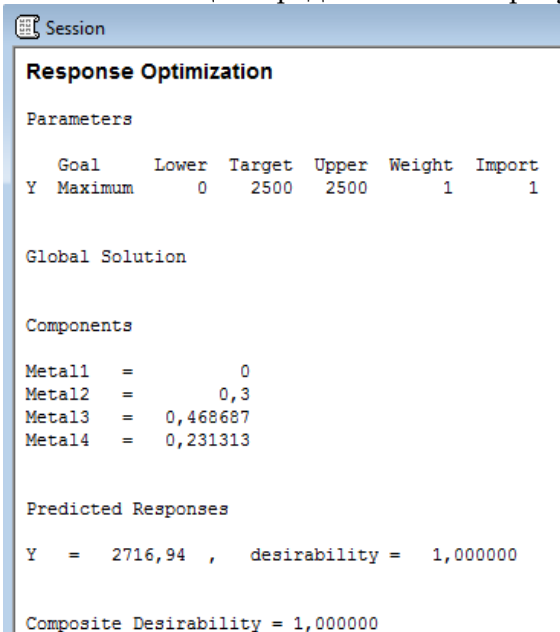 Session
Response Optimization
Parameters
Goal Lower Target Upper Weight Import
Y Maximum 0 2500 2500 1 1
Global Solution
Components
Metal1 = 0
Metal2 = 0,3
Metal3 = 0,468687
Metal4 = 0,231313
Predicted Responses
Y = 2716,94 , desirability = 1,000000
Composite Desirability = 1,000000